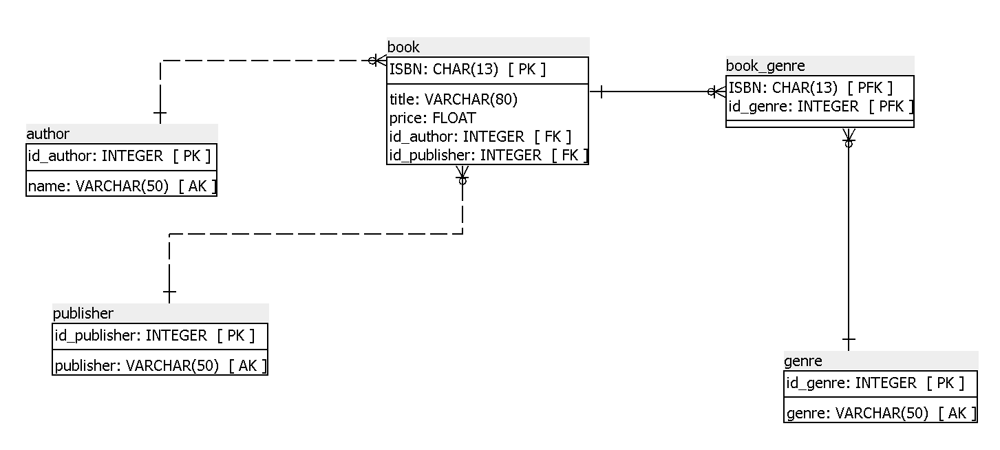 book
ISBN: CHAR(13) [ PK ]
title: VARCHAR(80)
price: FLOAT
id_author: INTEGER [ FK ]
id_publisher: INTEGER [ FK ]
book_genre
ISBN: CHAR(13) [ PFK ]
id_genre: INTEGER [ PFK ]
author
id_author: INTEGER [ PK ]
name: VARCHAR(50) [ AK ]
publisher
id_publisher: INTEGER [ PK ]
publisher: VARCHAR(50) [ AK ]
genre
id_genre: INTEGER [ PK ]
genre: VARCHAR(50) [ AK ]